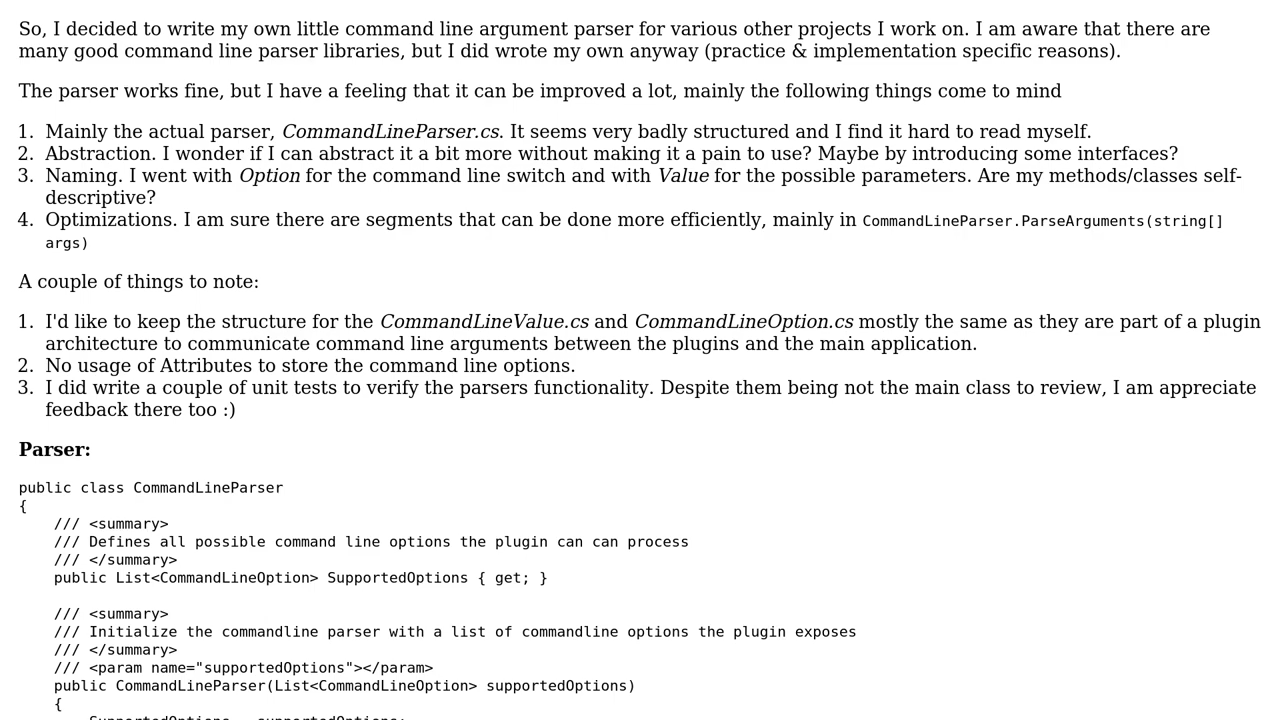 So, I decided to write my own little command line argument parser for various other projects I work on. I am aware that there are
many good command line parser libraries, but I did wrote my own anyway (practice & implementation specific reasons).
The parser works fine, but I have a feeling that it can be improved a lot, mainly the following things come to mind
1. Mainly the actual parser, CommandLineParser.cs. It seems very badly structured and I find it hard to read myself.
2. Abstraction. I wonder if I can abstract it a bit more without making it a pain to use? Maybe by introducing some interfaces?
3. Naming. I went with Option for the command line switch and with Value for the possible parameters. Are my methods/classes self-
descriptive?
4. Optimizations. I am sure there are segments that can be done more efficiently, mainly in CommandLineParser.ParseArguments(string[]
args)
A couple of things to note:
1. I'd like to keep the structure for the CommandLineValue.cs and CommandLineOption.cs mostly the same as they are part of a plugin
architecture to communicate command line arguments between the plugins and the main application.
2. No usage of Attributes to store the command line options.
3. I did write a couple of unit tests to verify the parsers functionality. Despite them being not the main class to review, I am appreciate
feedback there too :)
Parser:
public class CommandLineParser
{
/// <summary>
/// Defines all possible command line options the plugin can can process
/// </summary>
public List<CommandLineOption> SupportedOptions { get; }
/// <summary>
/// Initialize the commandline parser with a list of commandline options the plugin exposes
/// </summary>
/// <param name="supportedOptions"></param>
public CommandLineParser(List<CommandLineOption> supportedOptions)
{
SupportedOptions = supportedOptions;